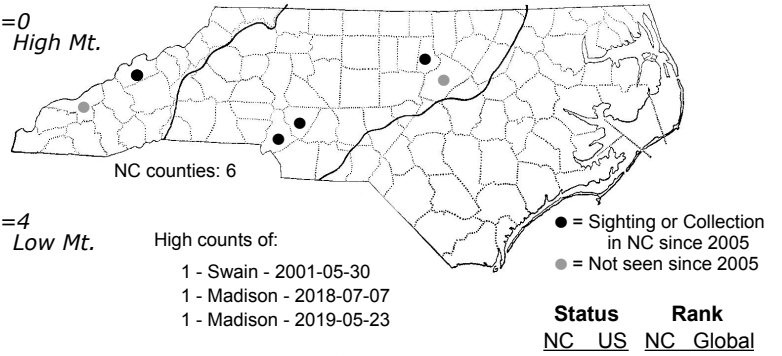 =0
High Mt.
NC counties: 6
=4
Low Mt.
High counts of:
1 - Swain - 2001-05-30
1 - Madison - 2018-07-07
1 - Madison - 2019-05-23
= Sighting or Collection
in NC since 2005
= Not seen since 2005
Status Rank
NC US NC Global